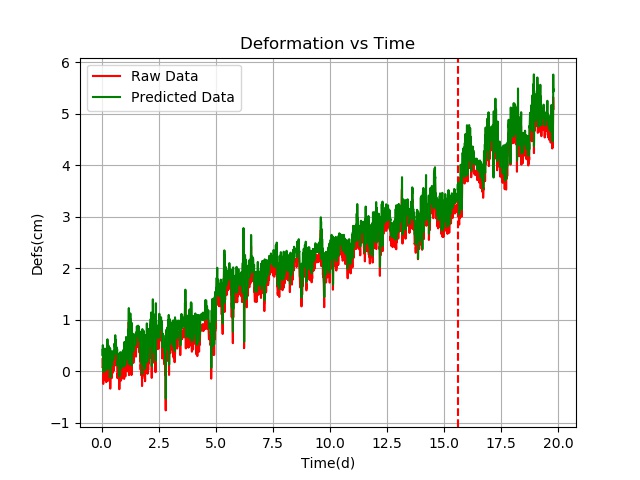 Deformation vs Time
Raw Data
Predicted Data
6
5
4
3
2
1
0
−1
Defs(cm)
0.0 2.5 5.0 7.5 10.0 12.5 15.0 17.5 20.0
Time(d)